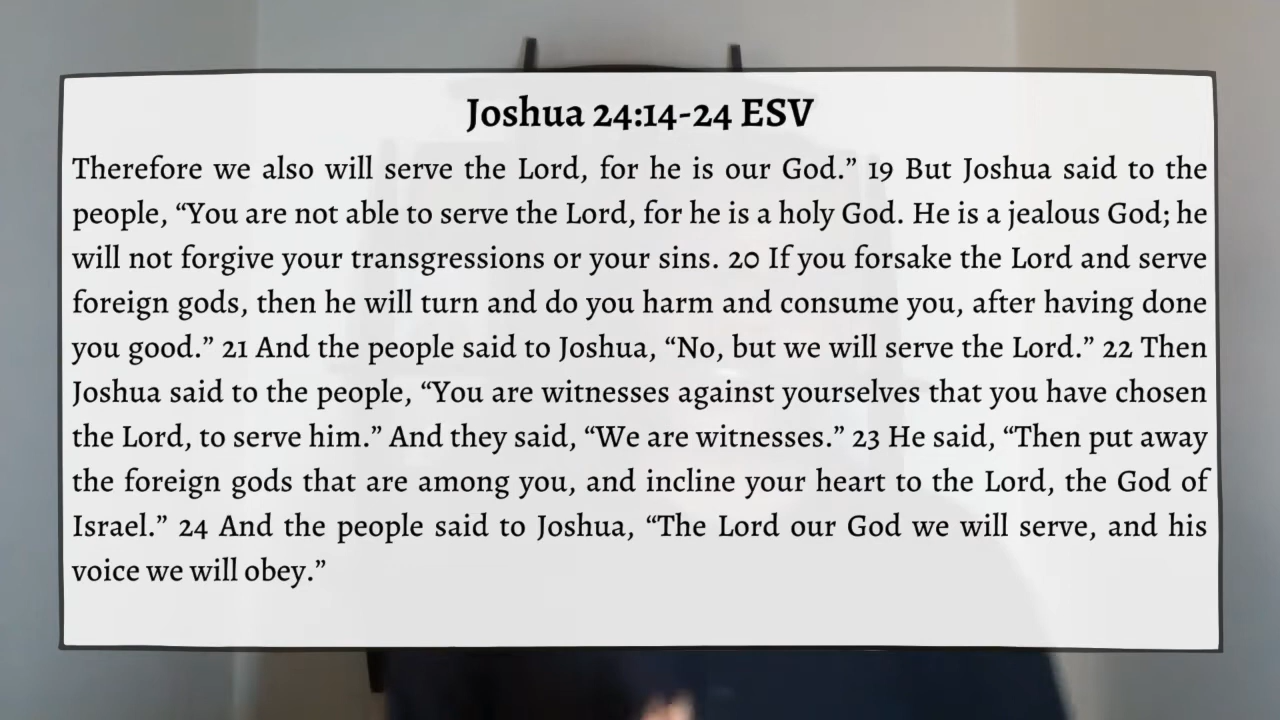 Joshua 24:14-24 ESV
Therefore we also will serve the Lord, for he is our God.” 19 But Joshua said to the
people, “You are not able to serve the Lord, for he is a holy God. He is a jealous God; he
will not forgive your transgressions or your sins. 20 If you forsake the Lord and serve
foreign gods, then he will turn and do you harm and consume you, after having done
you good.” 21 And the people said to Joshua, “No, but we will serve the Lord.” 22 Then
Joshua said to the people, “You are witnesses against yourselves that you have chosen
the Lord, to serve him.” And they said, “We are witnesses.” 23 He said, “Then put away
the foreign gods that are among you, and incline your heart to the Lord, the God of
Israel.” 24 And the people said to Joshua, “The Lord our God we will serve, and his
voice we will obey.”